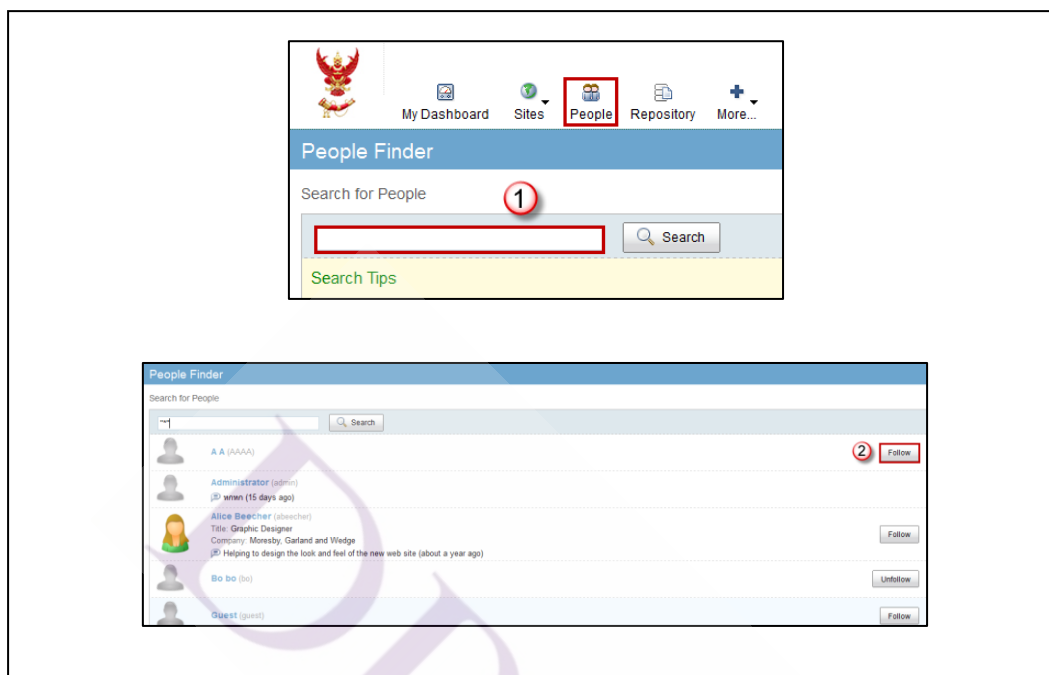 My Dashboard Sites People Repository More...
People Finder
Search for People
1
Search
Search Tips
People Finder
Search for People
Search
A A (AAAA)
2 Follow
Administrator (admin)
wnwn (15 days ago)
Alice Beecher (abeecher)
Title: Graphic Designer
Company: Moresby, Garland and Wedge
Follow
Helping to design the look and feel of the new web site (about a year ago)
Bo bo (bo)
Unfollow
Guest (guest)
Follow